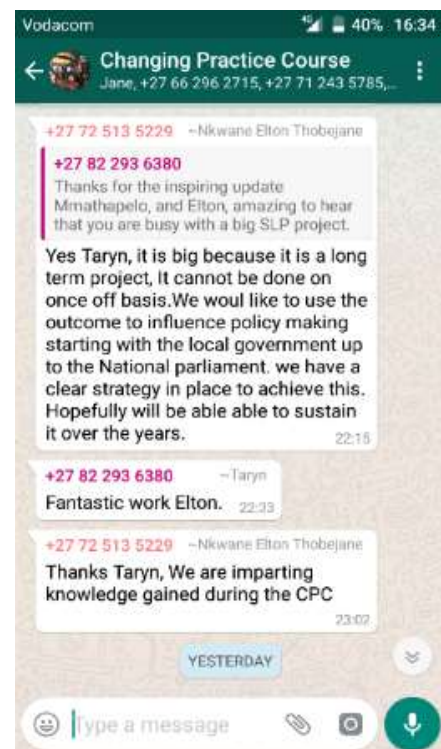 Vodacom 4G 40% 16:34
Changing Practice Course
Jane, +27 66 296 2715, +27 71 243 5785,...
+27 72 513 5229 ~Nkwane Elton Thobejane
+27 82 293 6380
Thanks for the inspiring update
Mmathapelo, and Elton, amazing to hear
that you are busy with a big SLP project.
Yes Taryn, it is big because it is a long
term project, It cannot be done on
once off basis.We woul like to use the
outcome to influence policy making
starting with the local government up
to the National parliament. we have a
clear strategy in place to achieve this.
Hopefully will be able able to sustain
it over the years.
22:15
+27 82 293 6380 ~Taryn
Fantastic work Elton. 22:33
+27 72 513 5229 ~Nkwane Elton Thobejane
Thanks Taryn, We are imparting
knowledge gained during the CPC
23:02
YESTERDAY
Type a message